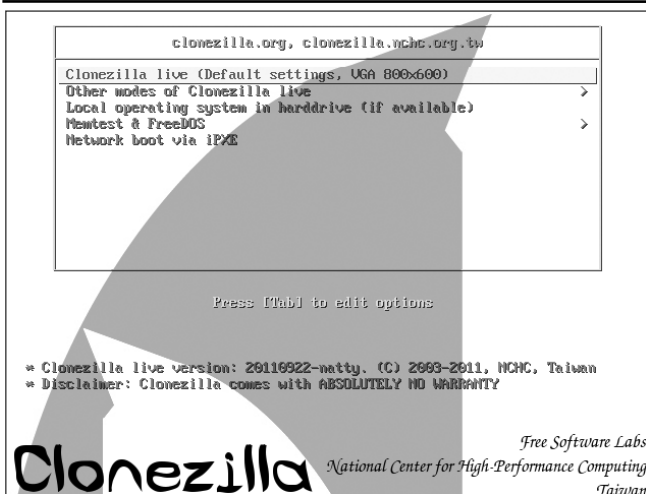 clonezilla.org, clonezilla.nchc.org.tw
Clonezilla live (Default settings, VGA 800x600)
Other modes of Clonezilla live >
Local operating system in harddrive (if available)
Memtest & FreeDOS >
Network boot via iPXE
Press [Tab] to edit options
* Clonezilla live version: 20110922-natty. (C) 2003-2011, NCHC, Taiwan
* Disclaimer: Clonezilla comes with ABSOLUTELY NO WARRANTY
Clonezilla
Free Software Labs
National Center for High-Performance Computing
Taiwan